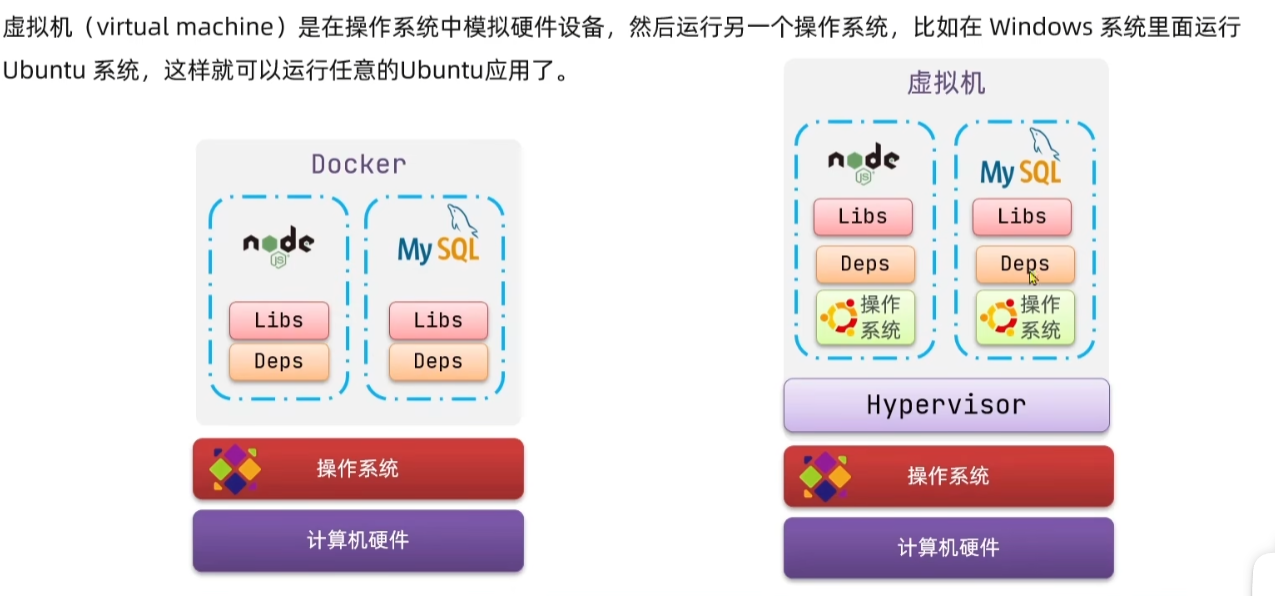 虚拟机（virtual machine）是在操作系统中模拟硬件设备，然后运行另一个操作系统，比如在 Windows 系统里面运行
Ubuntu 系统，这样就可以运行任意的Ubuntu应用了。
Docker
node
JS
MySQL
Libs
Libs
Deps
Deps
操作系统
计算机硬件
虚拟机
node
JS
MySQL
Libs
Libs
Deps
Deps
操作
系统
操作
系统
Hypervisor
操作系统
计算机硬件